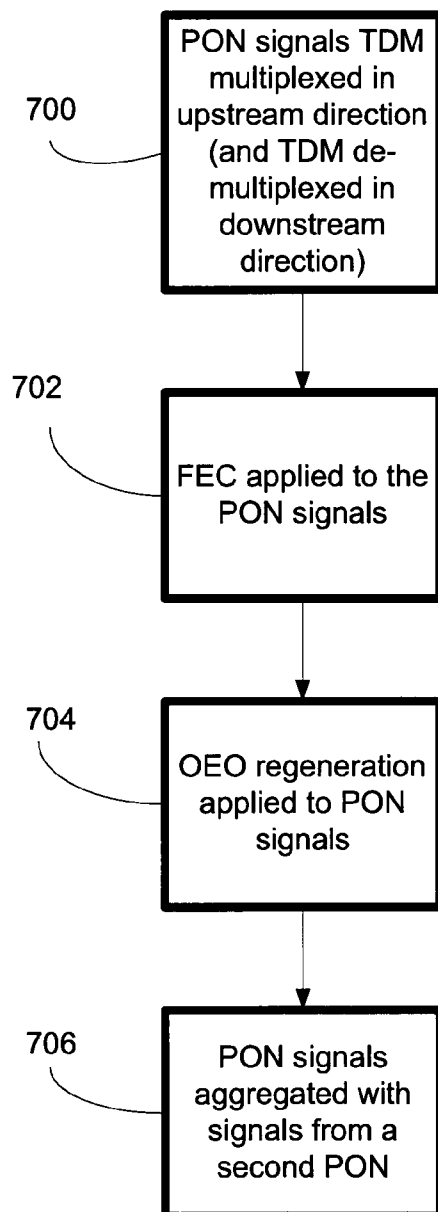 700
PON signals TDM
multiplexed in
upstream direction
(and TDM de-
multiplexed in
downstream
direction)
702
FEC applied to the
PON signals
704
OEO regeneration
applied to PON
signals
706
PON signals
aggregated with
signals from a
second PON